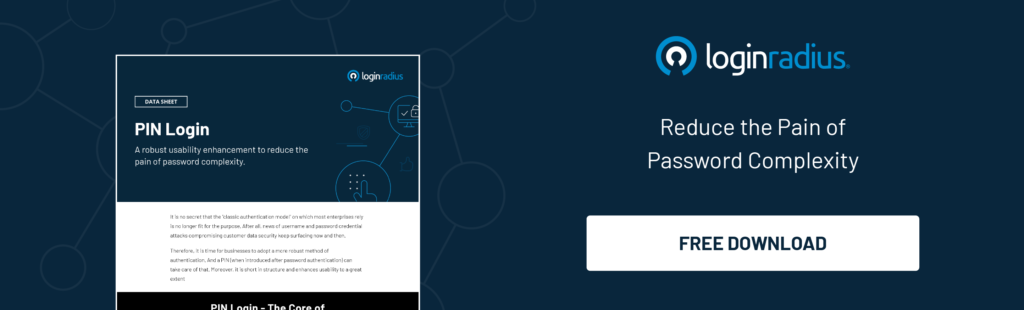 loginradius
DATA SHEET
PIN Login
A robust usability enhancement to reduce the
pain of password complexity.
It is no secret that the "classic authentication model" on which most enterprises rely
is no longer fit for the purpose. After all, news of username and password credential
attacks compromising customer data security keep surfacing now and then.
Therefore, it is time for businesses to adopt a more robust method of
authentication. And a PIN (when introduced after password authentication) can
take care of that. Moreover, it is short in structure and enhances usability to a great
extent.
PIN Login - The Core of
loginradius
Reduce the Pain of
Password Complexity
FREE DOWNLOAD